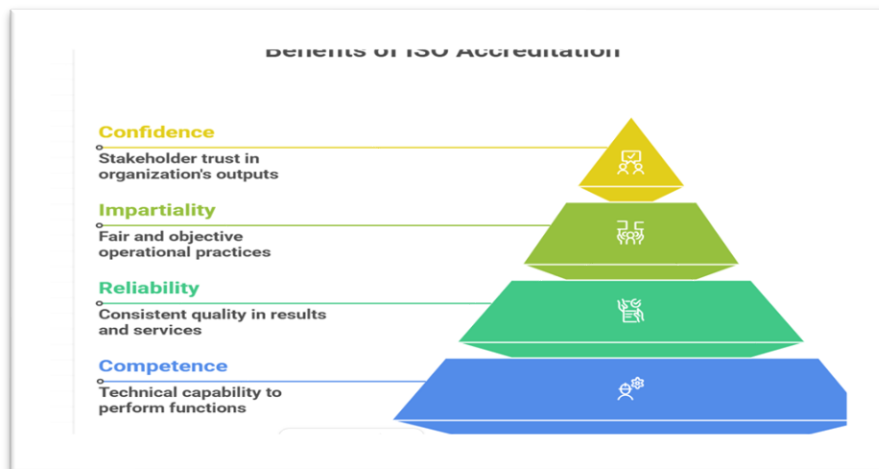 Benefits of ISO Accreditation
Confidence
Stakeholder trust in
organization's outputs
Impartiality
Fair and objective
operational practices
Reliability
Consistent quality in results
and services
Competence
Technical capability to
perform functions